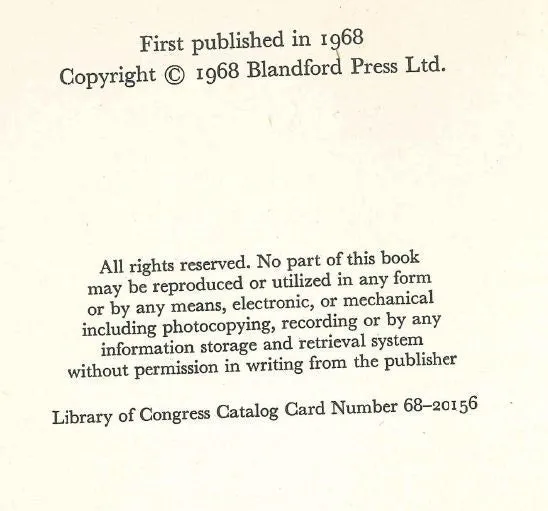 First published in 1968
Copyright © 1968 Blandford Press Ltd.
All rights reserved. No part of this book
may be reproduced or utilized in any form
or by any means, electronic, or mechanical
including photocopying, recording or by any
information storage and retrieval system
without permission in writing from the publisher
Library of Congress Catalog Card Number 68–20156